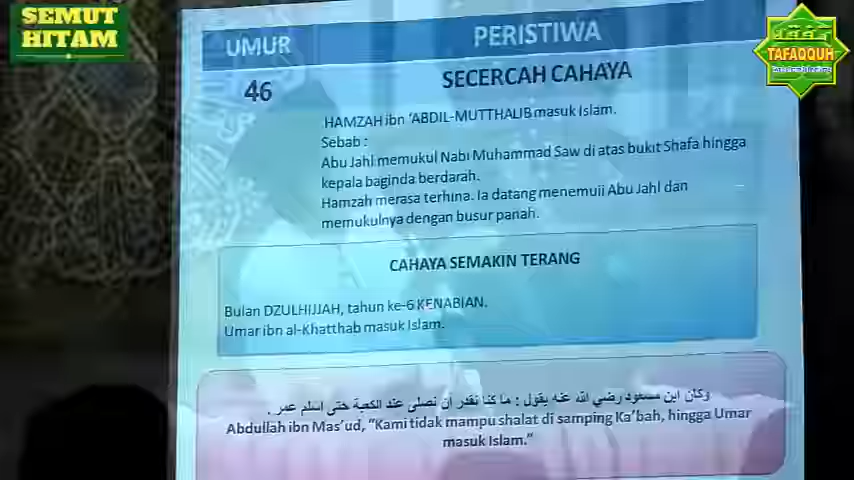 SEMUT
HITAM
TAFAQQUH
UMUR PERISTIWA
46 SECERCAH CAHAYA
HAMZAH ibn 'ABDIL-MUTTHALIB masuk Islam.
Sebab :
Abu Jahl memukul Nabi Muhammad Saw di atas bukit Shafa hingga
kepala baginda berdarah.
Hamzah merasa terhina. Ia datang menemuii Abu Jahl dan
memukulnya dengan busur panah.
CAHAYA SEMAKIN TERANG
Bulan DZULHIJJAH, tahun ke-6 KENABIAN.
Umar ibn al-Khatthab masuk Islam.
وكان ابن مسعود رضي الله عنه يقول : ما كنا نقدر أن نصلى عند الكعبة حتى اسلم عمر .
Abdullah ibn Mas'ud, "Kami tidak mampu shalat di samping Ka'bah, hingga Umar
masuk Islam."